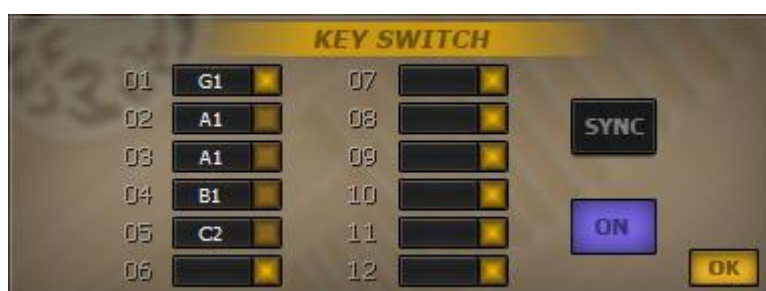 KEY SWITCH
01 G1 07
02 A1 08
SYNC
03 A1 09
04 B1 10
05 C2 11
ON
06 12
OK